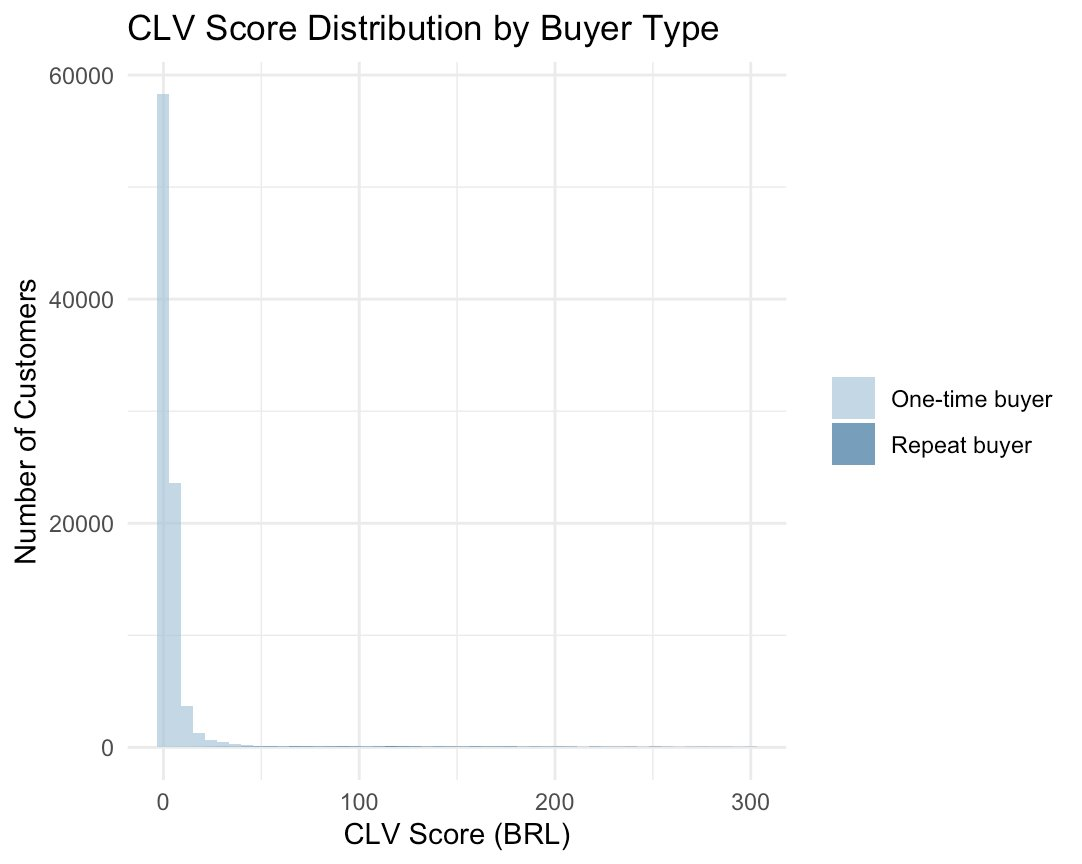 CLV Score Distribution by Buyer Type
60000
40000
20000
0
Number of Customers
0 100 200 300
CLV Score (BRL)
One-time buyer
Repeat buyer